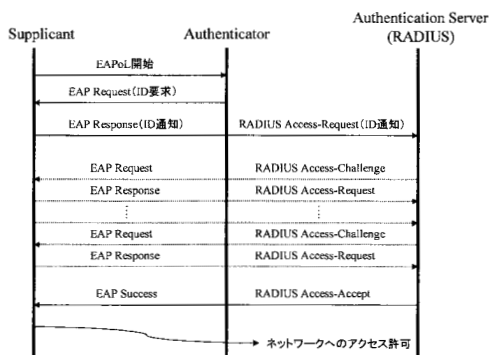 Supplicant
Authenticator
Authentication Server
(RADIUS)
EAPoL開始
EAP Request(ID要求)
EAP Response(ID通知)
RADIUS Access-Request(ID通知)
EAP Request
RADIUS Access-Challenge
EAP Response
RADIUS Access-Request
EAP Request
RADIUS Access-Challenge
EAP Response
RADIUS Access-Request
EAP Success
RADIUS Access-Accept
ネットワークへのアクセス許可